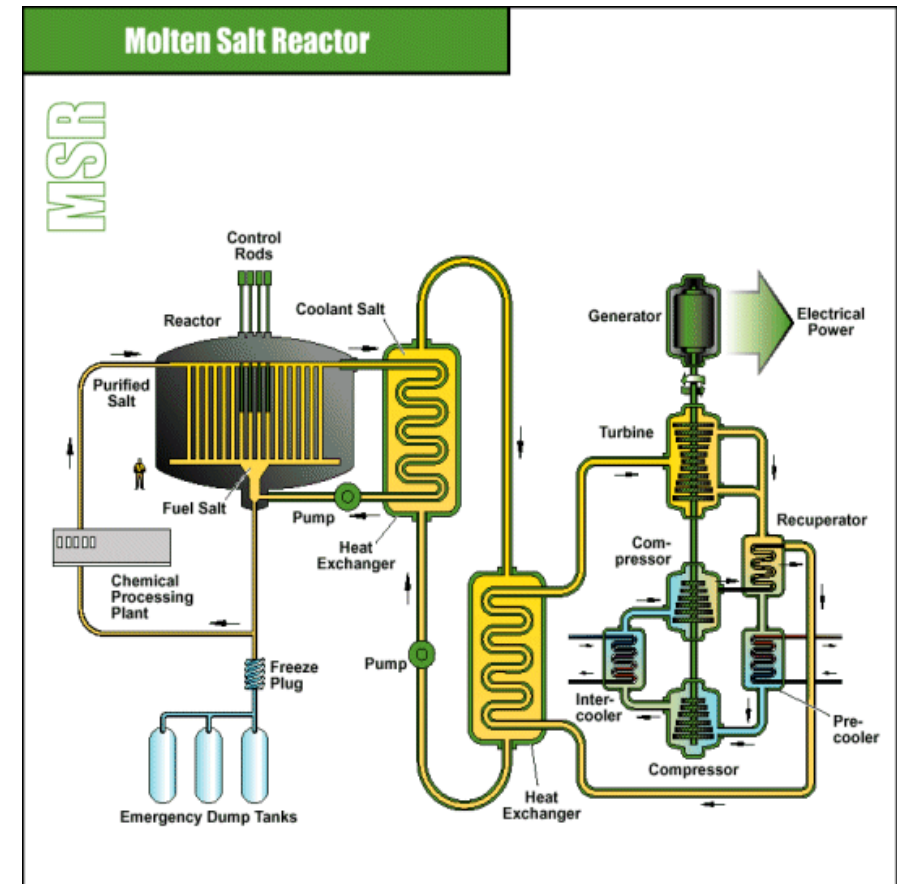 Molten Salt Reactor
MSR
Control
Rods
Coolant Salt
Reactor
Generator
Electrical
Power
Purified
Salt
Turbine
Fuel Salt
Pump
Recuperator
Heat
Exchanger
Com-
pressor
Chemical
Processing
Plant
Pump
Freeze
Plug
Inter-
cooler
Pre-
cooler
Compressor
Heat
Exchanger
Emergency Dump Tanks